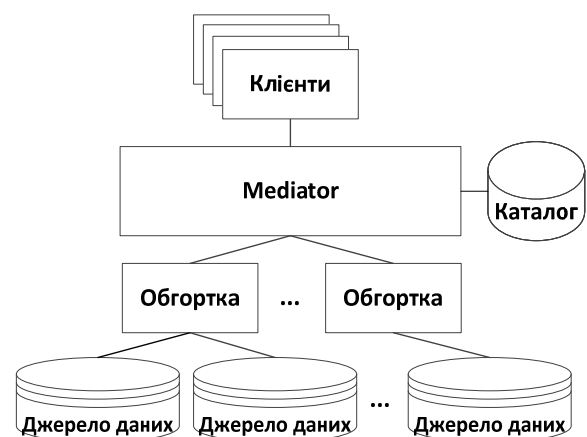 Клієнти
Mediator
Каталог
Обгортка
...
Обгортка
Джерело даних
Джерело даних
...
Джерело даних